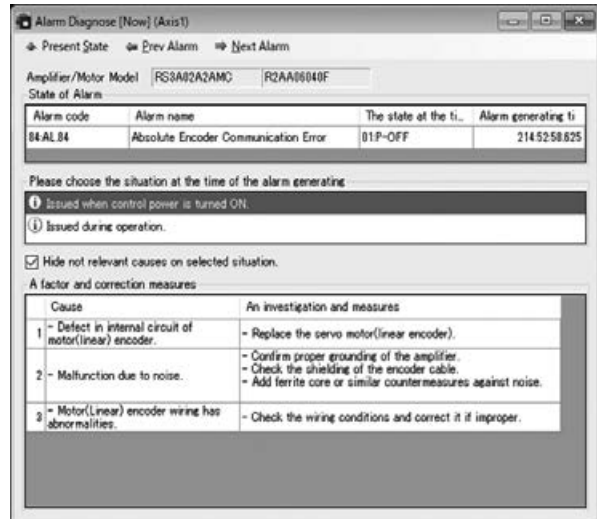 Alarm Diagnose [Now] (Axis1)
Present State Prev Alarm Next Alarm
Amplifier/Motor Model RS3A02A2AMC R2AA06040F
State of Alarm
Alarm code Alarm name The state at the ti... Alarm generating ti
84:AL.84 Absolute Encoder Communication Error 01:P-OFF 214:52:58.625
Please choose the situation at the time of the alarm generating
Issued when control power is turned ON.
Issued during operation.
Hide not relevant causes on selected situation.
A factor and correction measures
Cause An investigation and measures
1 - Defect in internal circuit of motor(linear) encoder. - Replace the servo motor(linear encoder).
2 - Malfunction due to noise. - Confirm proper grounding of the amplifier.
- Check the shielding of the encoder cable.
- Add ferrite core or similar countermeasures against noise.
3 - Motor(Linear) encoder wiring has abnormalities. - Check the wiring conditions and correct it if improper.